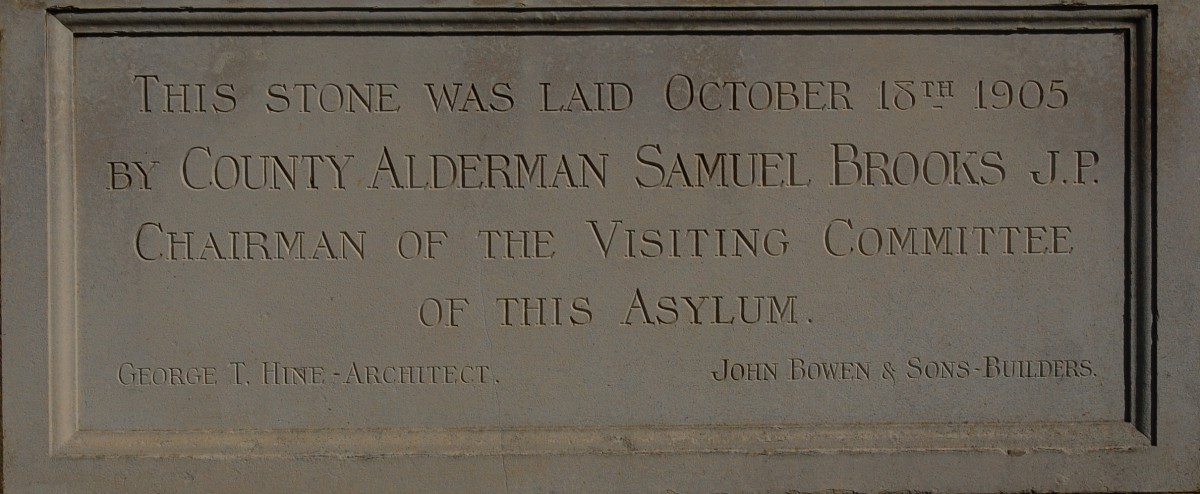 THIS STONE WAS LAID OCTOBER 18TH 1905
BY COUNTY ALDERMAN SAMUEL BROOKS J.P.
CHAIRMAN OF THE VISITING COMMITTEE
OF THIS ASYLUM.
GEORGE T. HINE - ARCHITECT.
JOHN BOWEN & SONS - BUILDERS.